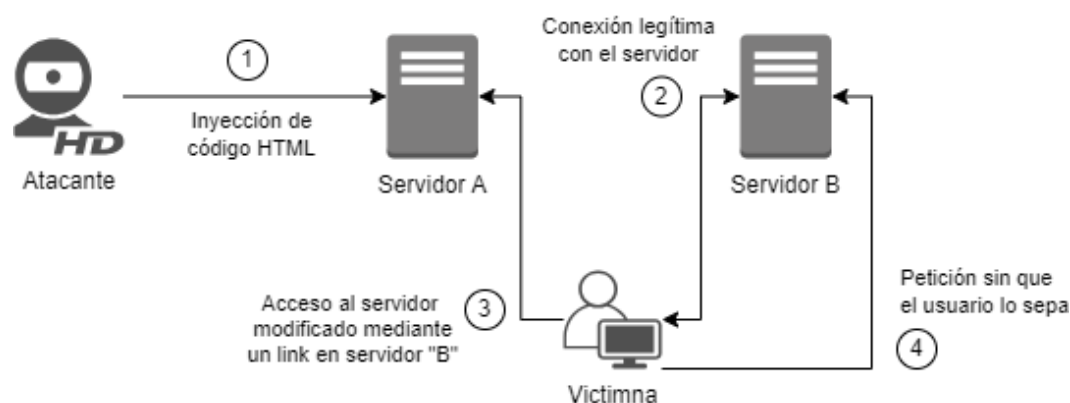 1
Inyección de
código HTML
HD
Atacante
Servidor A
Conexión legítima
con el servidor
2
Servidor B
Acceso al servidor
modificado mediante
un link en servidor "B"
3
Victimna
Petición sin que
el usuario lo sepa
4